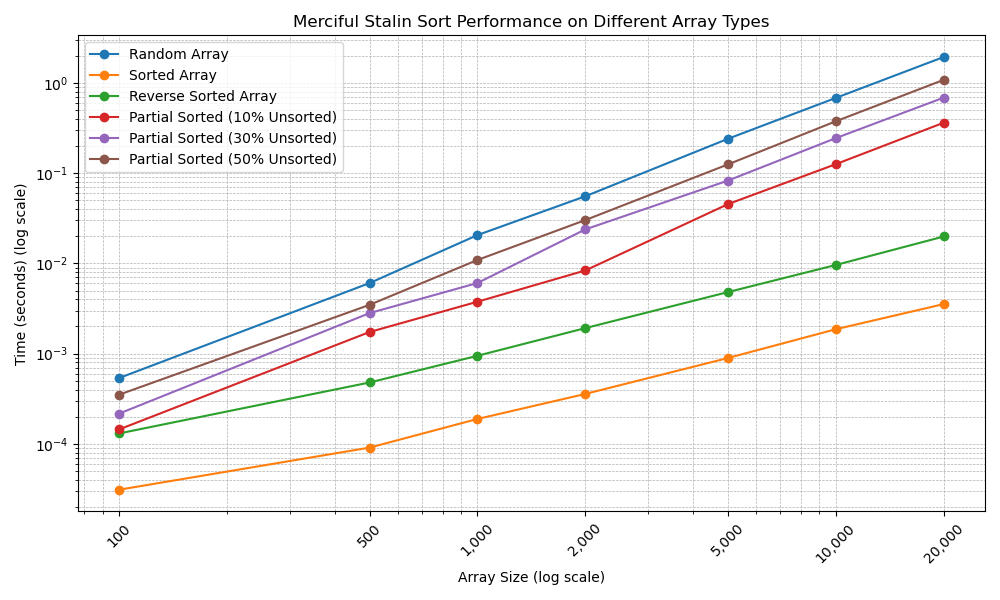 Merciful Stalin Sort Performance on Different Array Types
Random Array
Sorted Array
Reverse Sorted Array
Partial Sorted (10% Unsorted)
Partial Sorted (30% Unsorted)
Partial Sorted (50% Unsorted)
Time (seconds) (log scale)
10⁰
10⁻¹
10⁻²
10⁻³
10⁻⁴
100
500
1,000
2,000
5,000
10,000
20,000
Array Size (log scale)